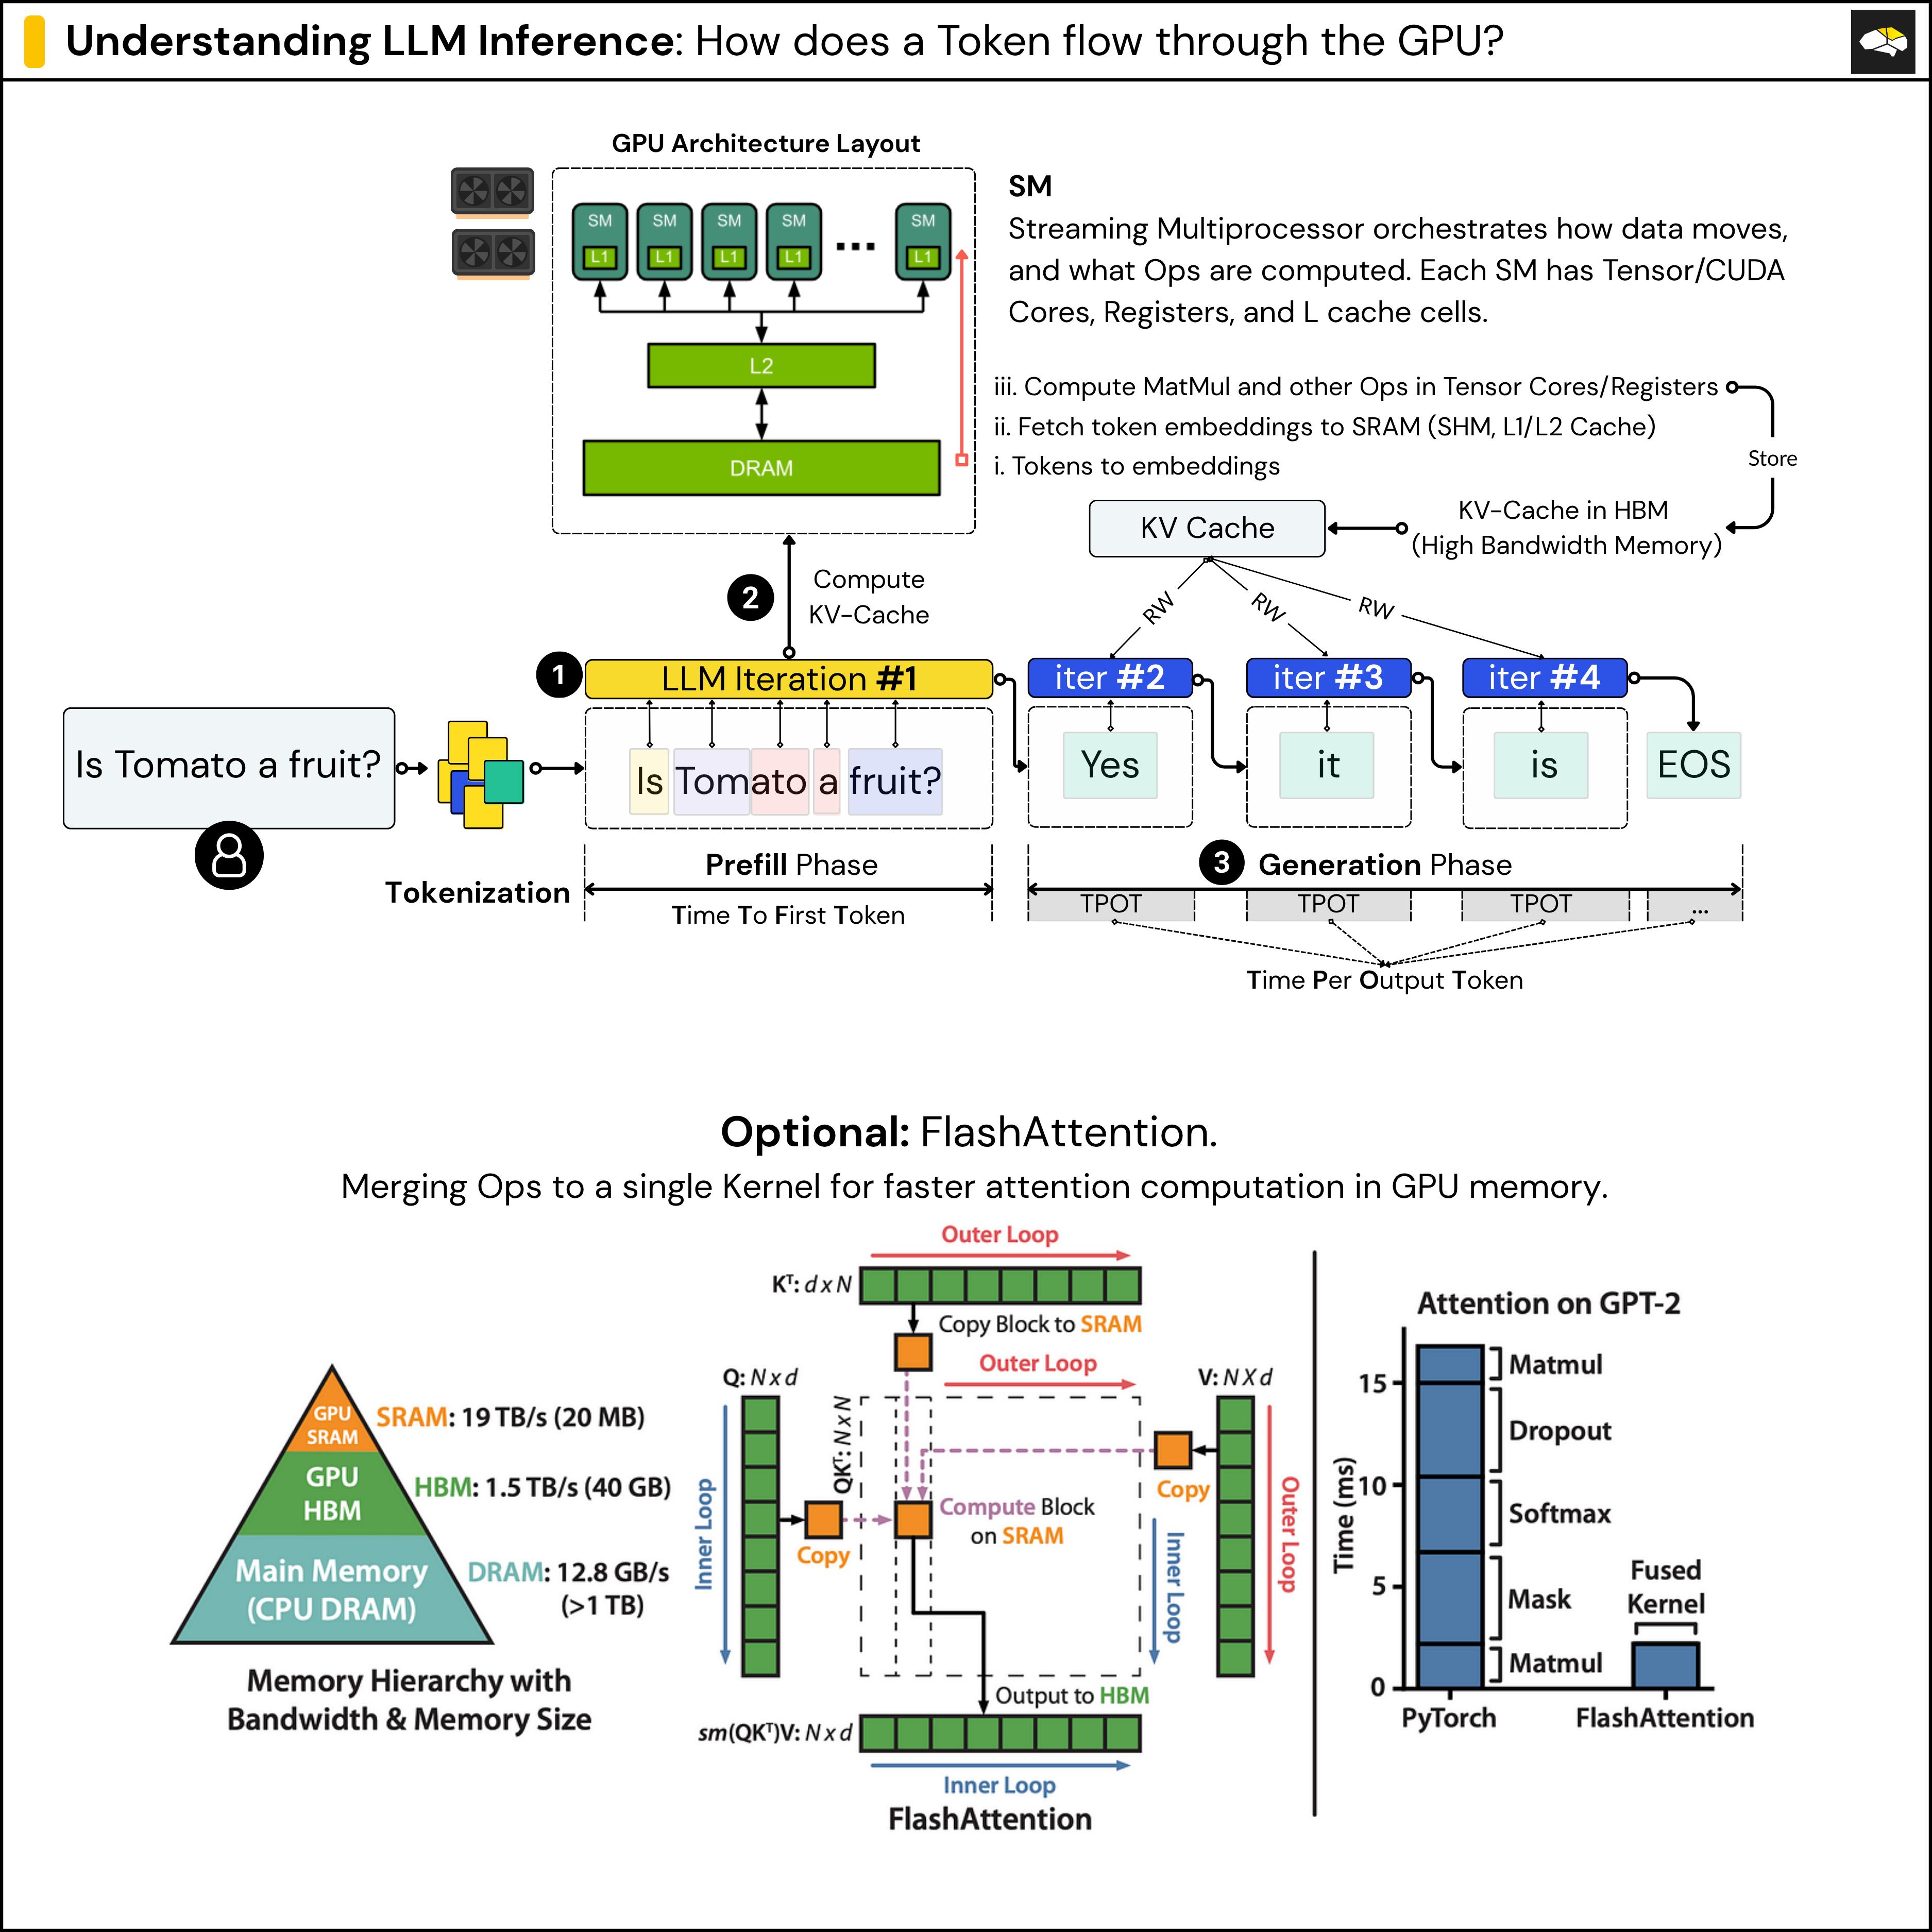 Understanding LLM Inference: How does a Token flow through the GPU?
GPU Architecture Layout
SM
SM
SM
SM
SM
L1
L1
L1
L1
L1
L2
DRAM
SM
Streaming Multiprocessor orchestrates how data moves,
and what Ops are computed. Each SM has Tensor/CUDA
Cores, Registers, and L cache cells.
iii. Compute MatMul and other Ops in Tensor Cores/Registers
ii. Fetch token embeddings to SRAM (SHM, L1/L2 Cache)
i. Tokens to embeddings
Store
KV-Cache in HBM
(High Bandwidth Memory)
KV Cache
RW
RW
RW
2
Compute
KV-Cache
1
LLM Iteration #1
iter #2
iter #3
iter #4
Is Tomato a fruit?
Is Tomato a fruit?
Yes
it
is
EOS
Tokenization
Prefill Phase
Time To First Token
3
Generation Phase
TPOT
TPOT
TPOT
...
Time Per Output Token
Optional: FlashAttention.
Merging Ops to a single Kernel for faster attention computation in GPU memory.
GPU
SRAM
SRAM: 19 TB/s (20 MB)
GPU
HBM
HBM: 1.5 TB/s (40 GB)
Main Memory
(CPU DRAM)
DRAM: 12.8 GB/s
(>1 TB)
Memory Hierarchy with
Bandwidth & Memory Size
Outer Loop
Kᵀ: d x N
Copy Block to SRAM
Outer Loop
Q: N x d
V: N X d
QKᵀ: N x N
Inner Loop
Copy
Compute Block
on SRAM
Copy
Inner Loop
Outer Loop
Output to HBM
sm(QKᵀ)V: N x d
Inner Loop
FlashAttention
Attention on GPT-2
Time (ms)
15
10
5
0
Matmul
Dropout
Softmax
Mask
Matmul
Fused
Kernel
PyTorch
FlashAttention